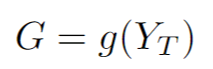 G = g(Y_T)